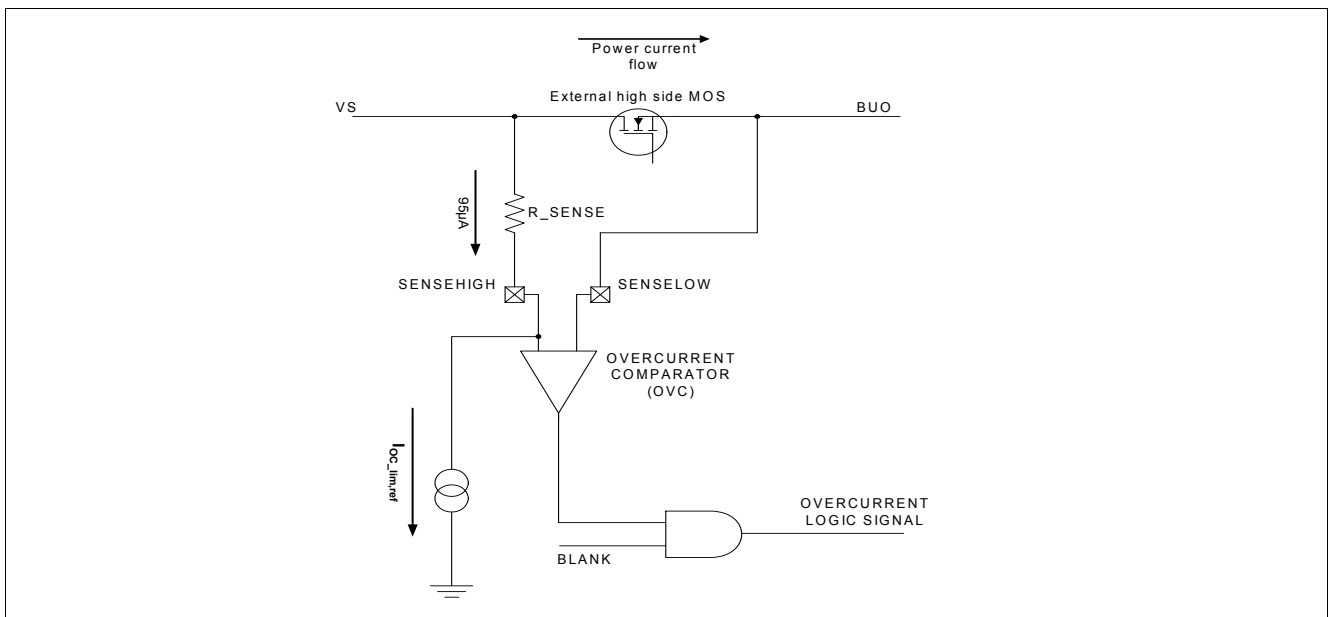 Power current
flow
External high side MOS
VS
BUO
95µA
R_SENSE
SENSEHIGH
SENSELOW
OVERCURRENT
COMPARATOR
(OVC)
IOC_lim,ref
OVERCURRENT
LOGIC SIGNAL
BLANK